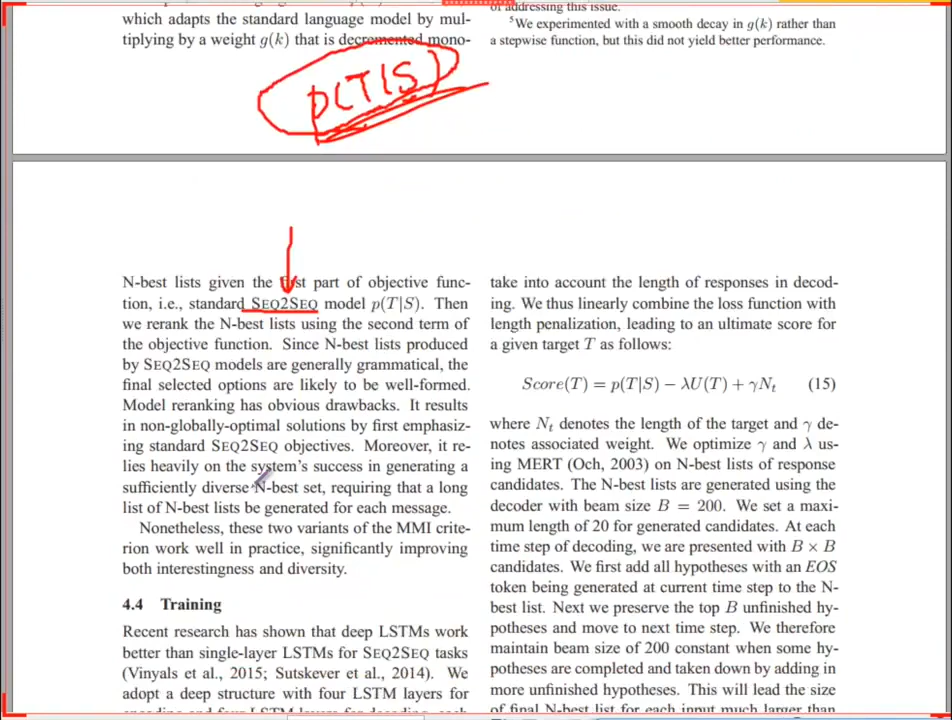 which adapts the standard language model by mul-
tiplying by a weight g(k) that is decremented mono-
of addressing this issue.
⁵We experimented with a smooth decay in g(k) rather than
a stepwise function, but this did not yield better performance.
p(T|S)
N-best lists given the first part of objective func-
tion, i.e., standard SEQ2SEQ model p(T|S). Then
we rerank the N-best lists using the second term of
the objective function. Since N-best lists produced
by SEQ2SEQ models are generally grammatical, the
final selected options are likely to be well-formed.
Model reranking has obvious drawbacks. It results
in non-globally-optimal solutions by first emphasiz-
ing standard SEQ2SEQ objectives. Moreover, it re-
lies heavily on the system's success in generating a
sufficiently diverse N-best set, requiring that a long
list of N-best lists be generated for each message.
Nonetheless, these two variants of the MMI crite-
rion work well in practice, significantly improving
both interestingness and diversity.
4.4 Training
Recent research has shown that deep LSTMs work
better than single-layer LSTMs for SEQ2SEQ tasks
(Vinyals et al., 2015; Sutskever et al., 2014). We
adopt a deep structure with four LSTM layers for
take into account the length of responses in decod-
ing. We thus linearly combine the loss function with
length penalization, leading to an ultimate score for
a given target T as follows:
Score(T) = p(T|S) − λU(T) + γNₜ (15)
where Nₜ denotes the length of the target and γ de-
notes associated weight. We optimize γ and λ us-
ing MERT (Och, 2003) on N-best lists of response
candidates. The N-best lists are generated using the
decoder with beam size B = 200. We set a maxi-
mum length of 20 for generated candidates. At each
time step of decoding, we are presented with B × B
candidates. We first add all hypotheses with an EOS
token being generated at current time step to the N-
best list. Next we preserve the top B unfinished hy-
potheses and move to next time step. We therefore
maintain beam size of 200 constant when some hy-
potheses are completed and taken down by adding in
more unfinished hypotheses. This will lead the size
of final N-best list for each input much larger than